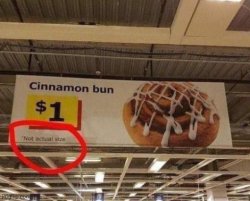 Cinnamon bun
$1
*Not actual size